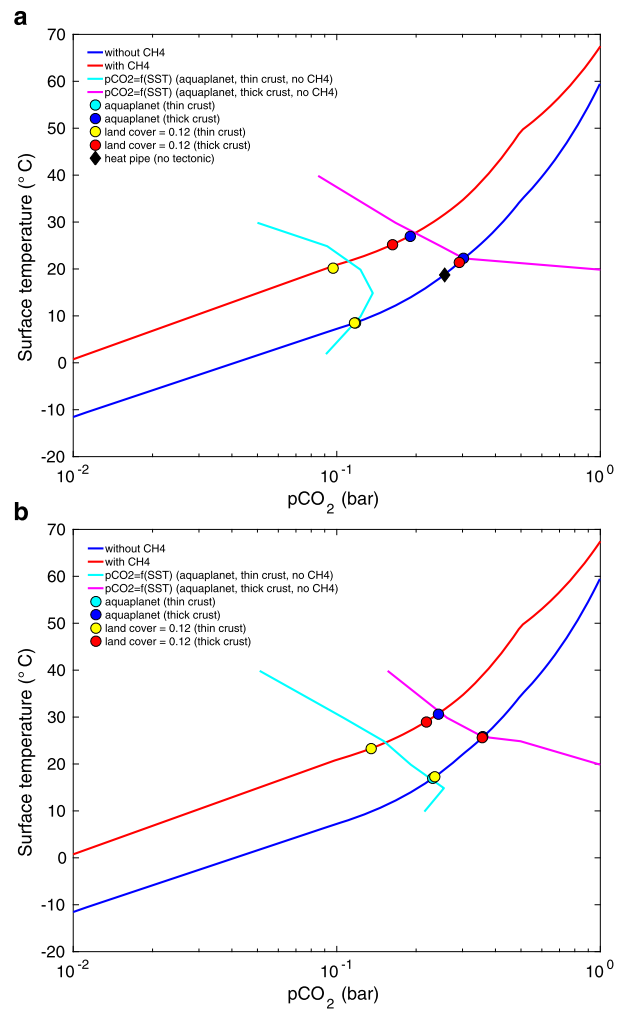 a
70
60
50
40
30
20
10
0
-10
-20
Surface temperature (° C)
without CH4
with CH4
pCO2=f(SST) (aquaplanet, thin crust, no CH4)
pCO2=f(SST) (aquaplanet, thick crust, no CH4)
aquaplanet (thin crust)
aquaplanet (thick crust)
land cover = 0.12 (thin crust)
land cover = 0.12 (thick crust)
heat pipe (no tectonic)
10⁻² 10⁻¹ 10⁰
pCO₂ (bar)
b
70
60
50
40
30
20
10
0
-10
-20
Surface temperature (° C)
without CH4
with CH4
pCO2=f(SST) (aquaplanet, thin crust, no CH4)
pCO2=f(SST) (aquaplanet, thick crust, no CH4)
aquaplanet (thin crust)
aquaplanet (thick crust)
land cover = 0.12 (thin crust)
land cover = 0.12 (thick crust)
10⁻² 10⁻¹ 10⁰
pCO₂ (bar)